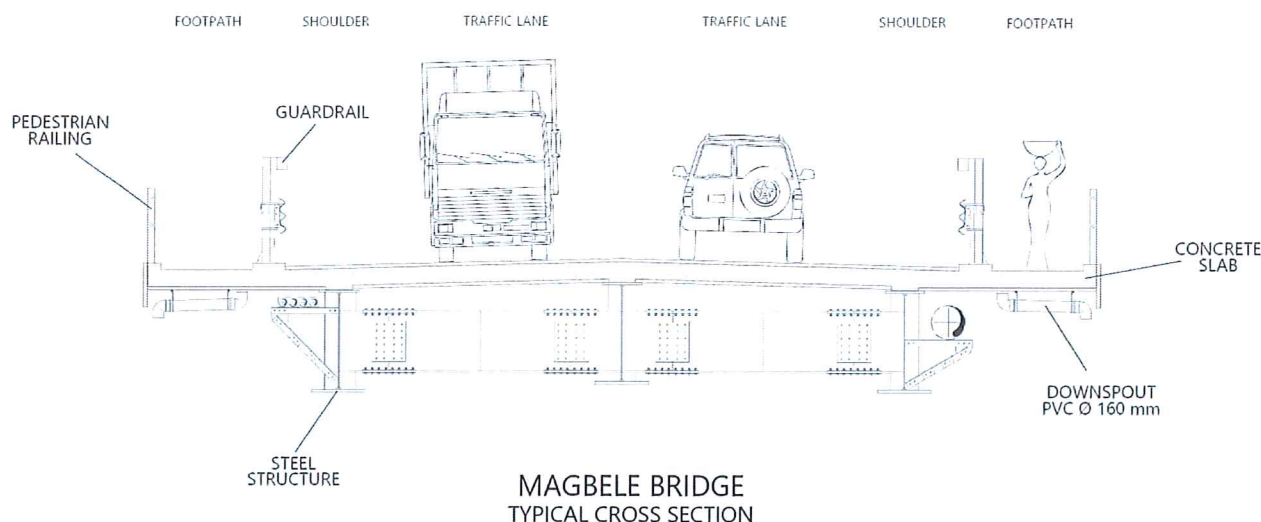 FOOTPATH SHOULDER TRAFFIC LANE TRAFFIC LANE SHOULDER FOOTPATH
GUARDRAIL
PEDESTRIAN
RAILING
CONCRETE
SLAB
DOWNSPOUT
PVC Ø 160 mm
STEEL
STRUCTURE
MAGBELE BRIDGE
TYPICAL CROSS SECTION